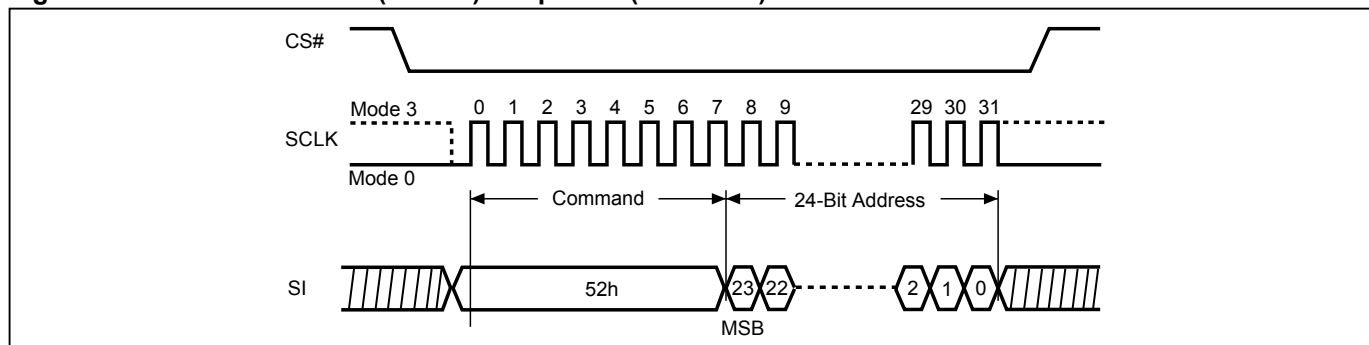 CS#
Mode 3
0 1 2 3 4 5 6 7 8 9 29 30 31
SCLK
Mode 0
Command 24-Bit Address
SI
52h 23 22 2 1 0
MSB